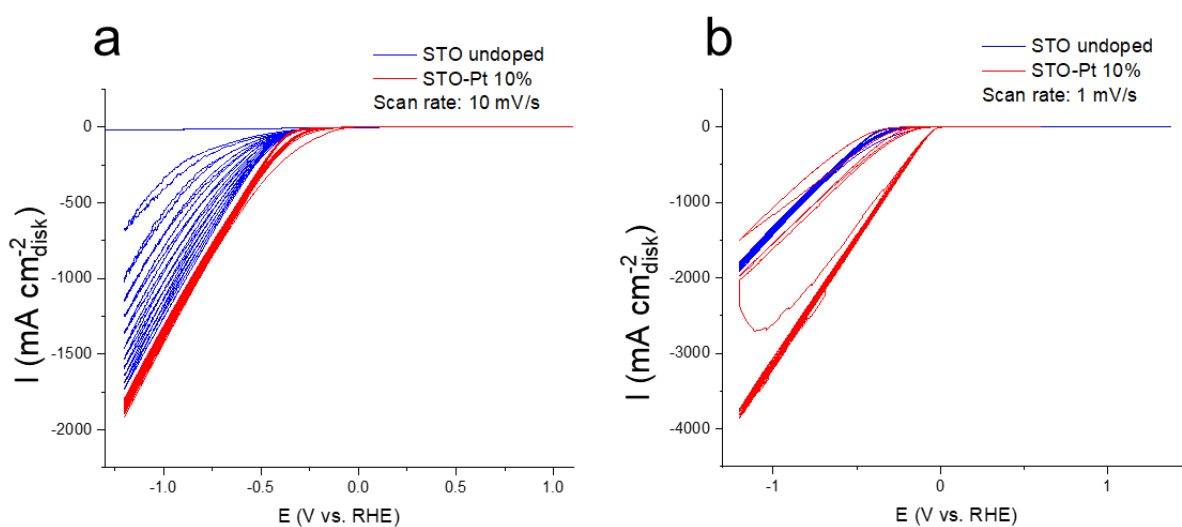 a
STO undoped
STO-Pt 10%
Scan rate: 10 mV/s
0
-500
-1000
-1500
-2000
I (mA cm-2disk)
-1.0
-0.5
0.0
0.5
1.0
E (V vs. RHE)
b
STO undoped
STO-Pt 10%
Scan rate: 1 mV/s
0
-1000
-2000
-3000
-4000
I (mA cm-2disk)
-1
0
1
E (V vs. RHE)